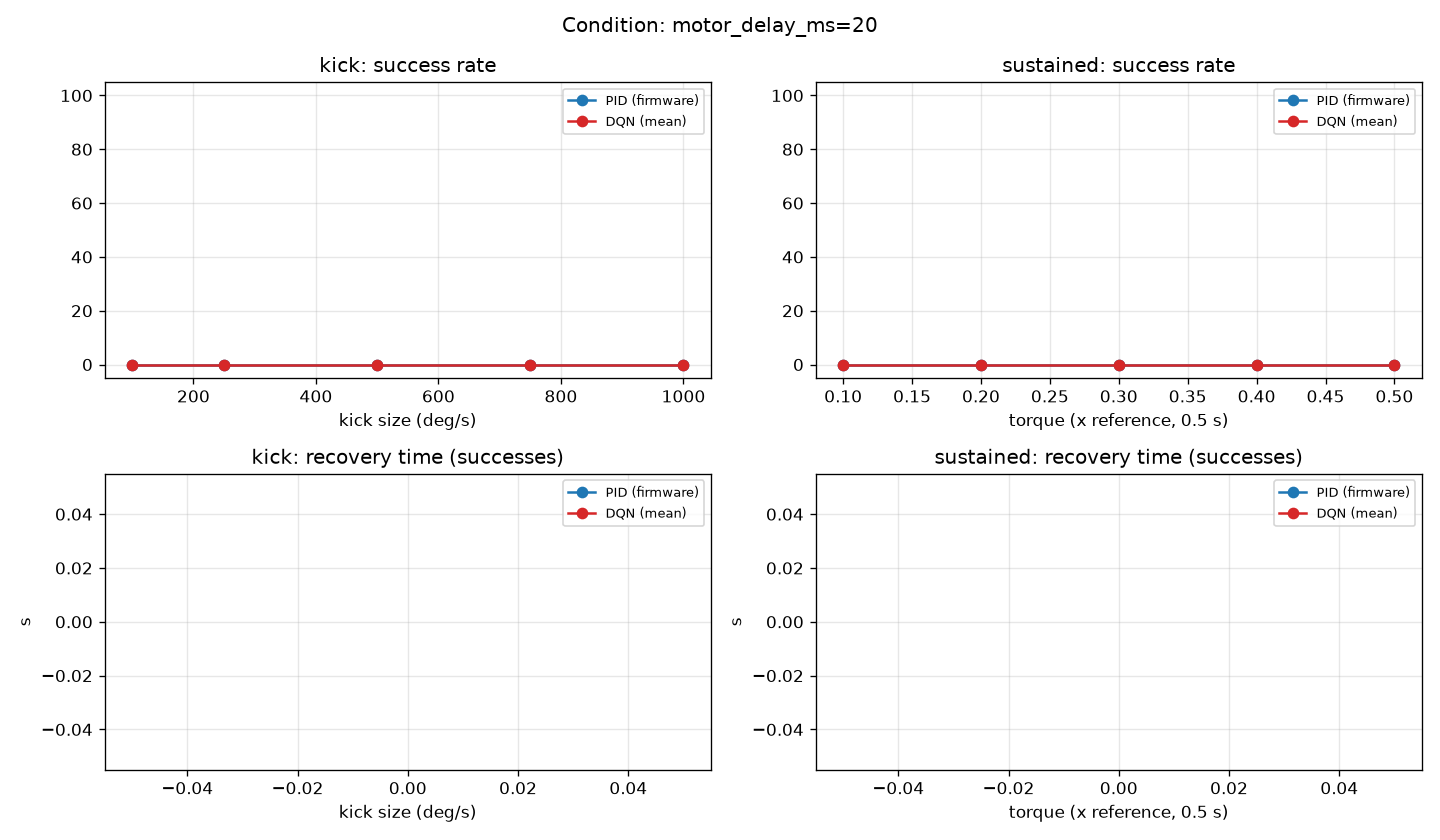 Condition: motor_delay_ms=20
kick: success rate
100
80
60
40
20
0
PID (firmware)
DQN (mean)
200 400 600 800 1000
kick size (deg/s)
sustained: success rate
100
80
60
40
20
0
PID (firmware)
DQN (mean)
0.10 0.15 0.20 0.25 0.30 0.35 0.40 0.45 0.50
torque (x reference, 0.5 s)
kick: recovery time (successes)
s
0.04
0.02
0.00
−0.02
−0.04
PID (firmware)
DQN (mean)
−0.04 −0.02 0.00 0.02 0.04
kick size (deg/s)
sustained: recovery time (successes)
s
0.04
0.02
0.00
−0.02
−0.04
PID (firmware)
DQN (mean)
−0.04 −0.02 0.00 0.02 0.04
torque (x reference, 0.5 s)